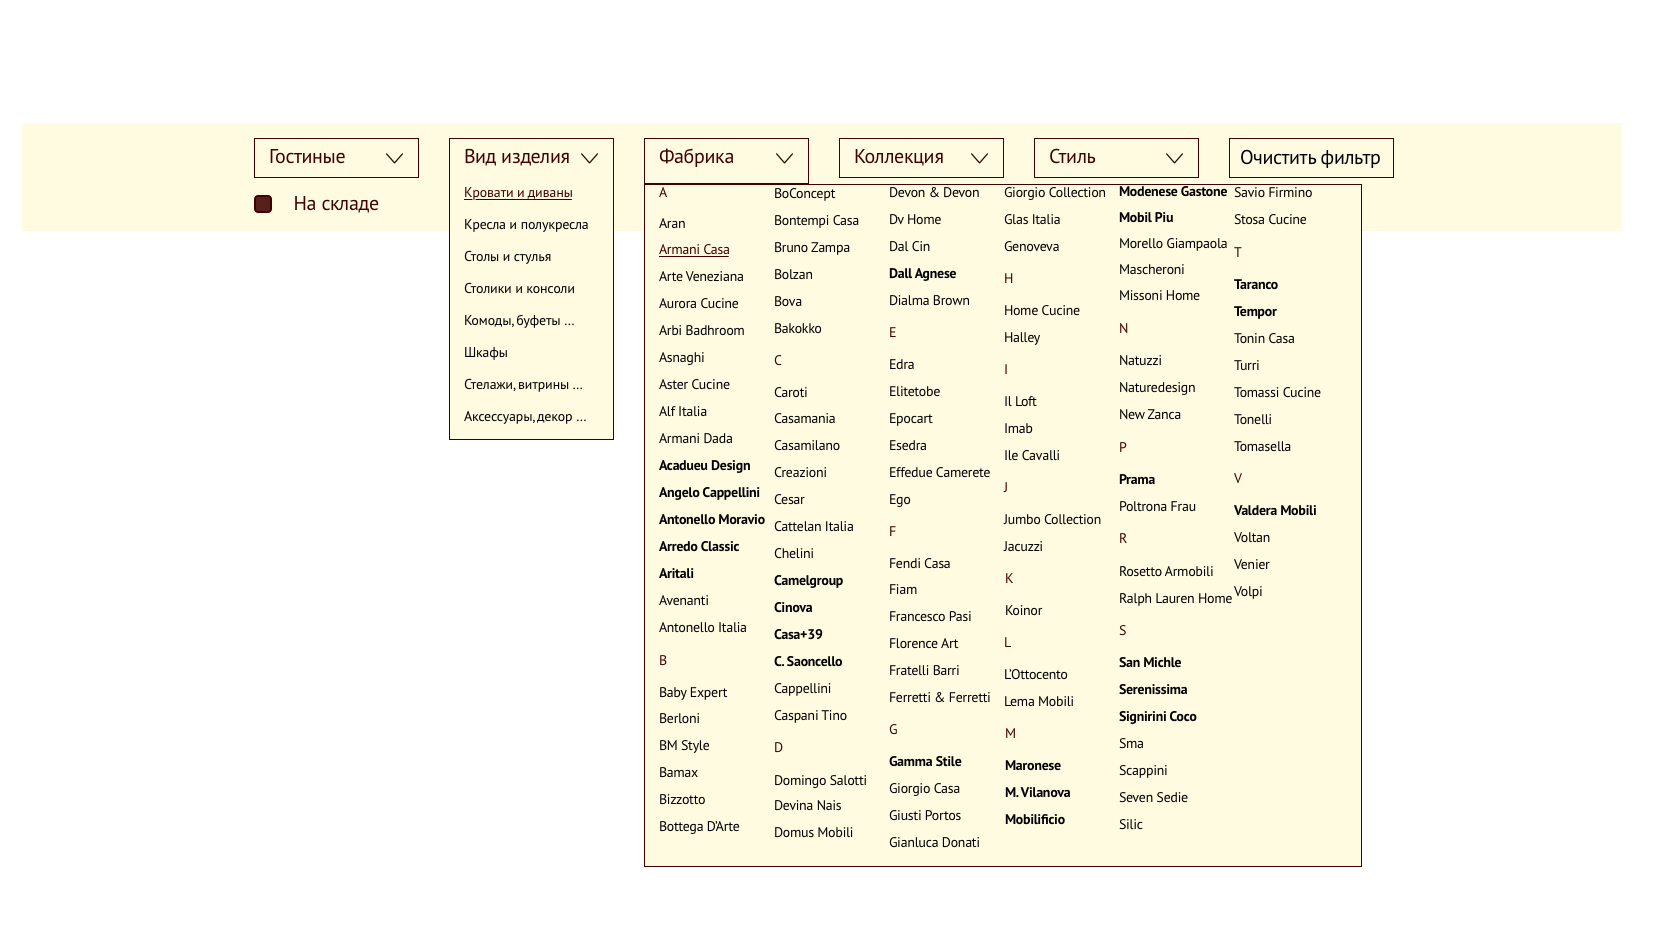 Гостиные
Вид изделия
Фабрика
Коллекция
Стиль
Очистить фильтр
На складе
Кровати и диваны
Кресла и полукресла
Столы и стулья
Столики и консоли
Комоды, буфеты ...
Шкафы
Стелажи, витрины ...
Аксессуары, декор ...
A
Aran
Armani Casa
Arte Veneziana
Aurora Cucine
Arbi Badhroom
Asnaghi
Aster Cucine
Alf Italia
Armani Dada
Acadueu Design
Angelo Cappellini
Antonello Moravio
Arredo Classic
Aritali
Avenanti
Antonello Italia
B
Baby Expert
Berloni
BM Style
Bamax
Bizzotto
Bottega D'Arte
BoConcept
Bontempi Casa
Bruno Zampa
Bolzan
Bova
Bakokko
C
Caroti
Casamania
Casamilano
Creazioni
Cesar
Cattelan Italia
Chelini
Camelgroup
Cinova
Casa+39
C. Saoncello
Cappellini
Caspani Tino
D
Domingo Salotti
Devina Nais
Domus Mobili
Devon & Devon
Dv Home
Dal Cin
Dall Agnese
Dialma Brown
E
Edra
Elitetobe
Epocart
Esedra
Effedue Camerete
Ego
F
Fendi Casa
Fiam
Francesco Pasi
Florence Art
Fratelli Barri
Ferretti & Ferretti
G
Gamma Stile
Giorgio Casa
Giusti Portos
Gianluca Donati
Giorgio Collection
Glas Italia
Genoveva
H
Home Cucine
Halley
I
Il Loft
Imab
Ile Cavalli
J
Jumbo Collection
Jacuzzi
K
Koinor
L
L'Ottocento
Lema Mobili
M
Maronese
M. Vilanova
Mobilificio
Modenese Gastone
Mobil Piu
Morello Giampaola
Mascheroni
Missoni Home
N
Natuzzi
Naturedesign
New Zanca
P
Prama
Poltrona Frau
R
Rosetto Armobili
Ralph Lauren Home
S
San Michle
Serenissima
Signirini Coco
Sma
Scappini
Seven Sedie
Silic
Savio Firmino
Stosa Cucine
T
Taranco
Tempor
Tonin Casa
Turri
Tomassi Cucine
Tonelli
Tomasella
V
Valdera Mobili
Voltan
Venier
Volpi